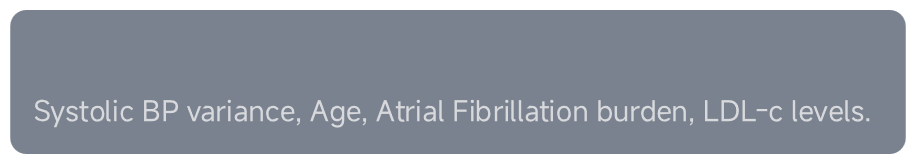 Systolic BP variance, Age, Atrial Fibrillation burden, LDL-c levels.